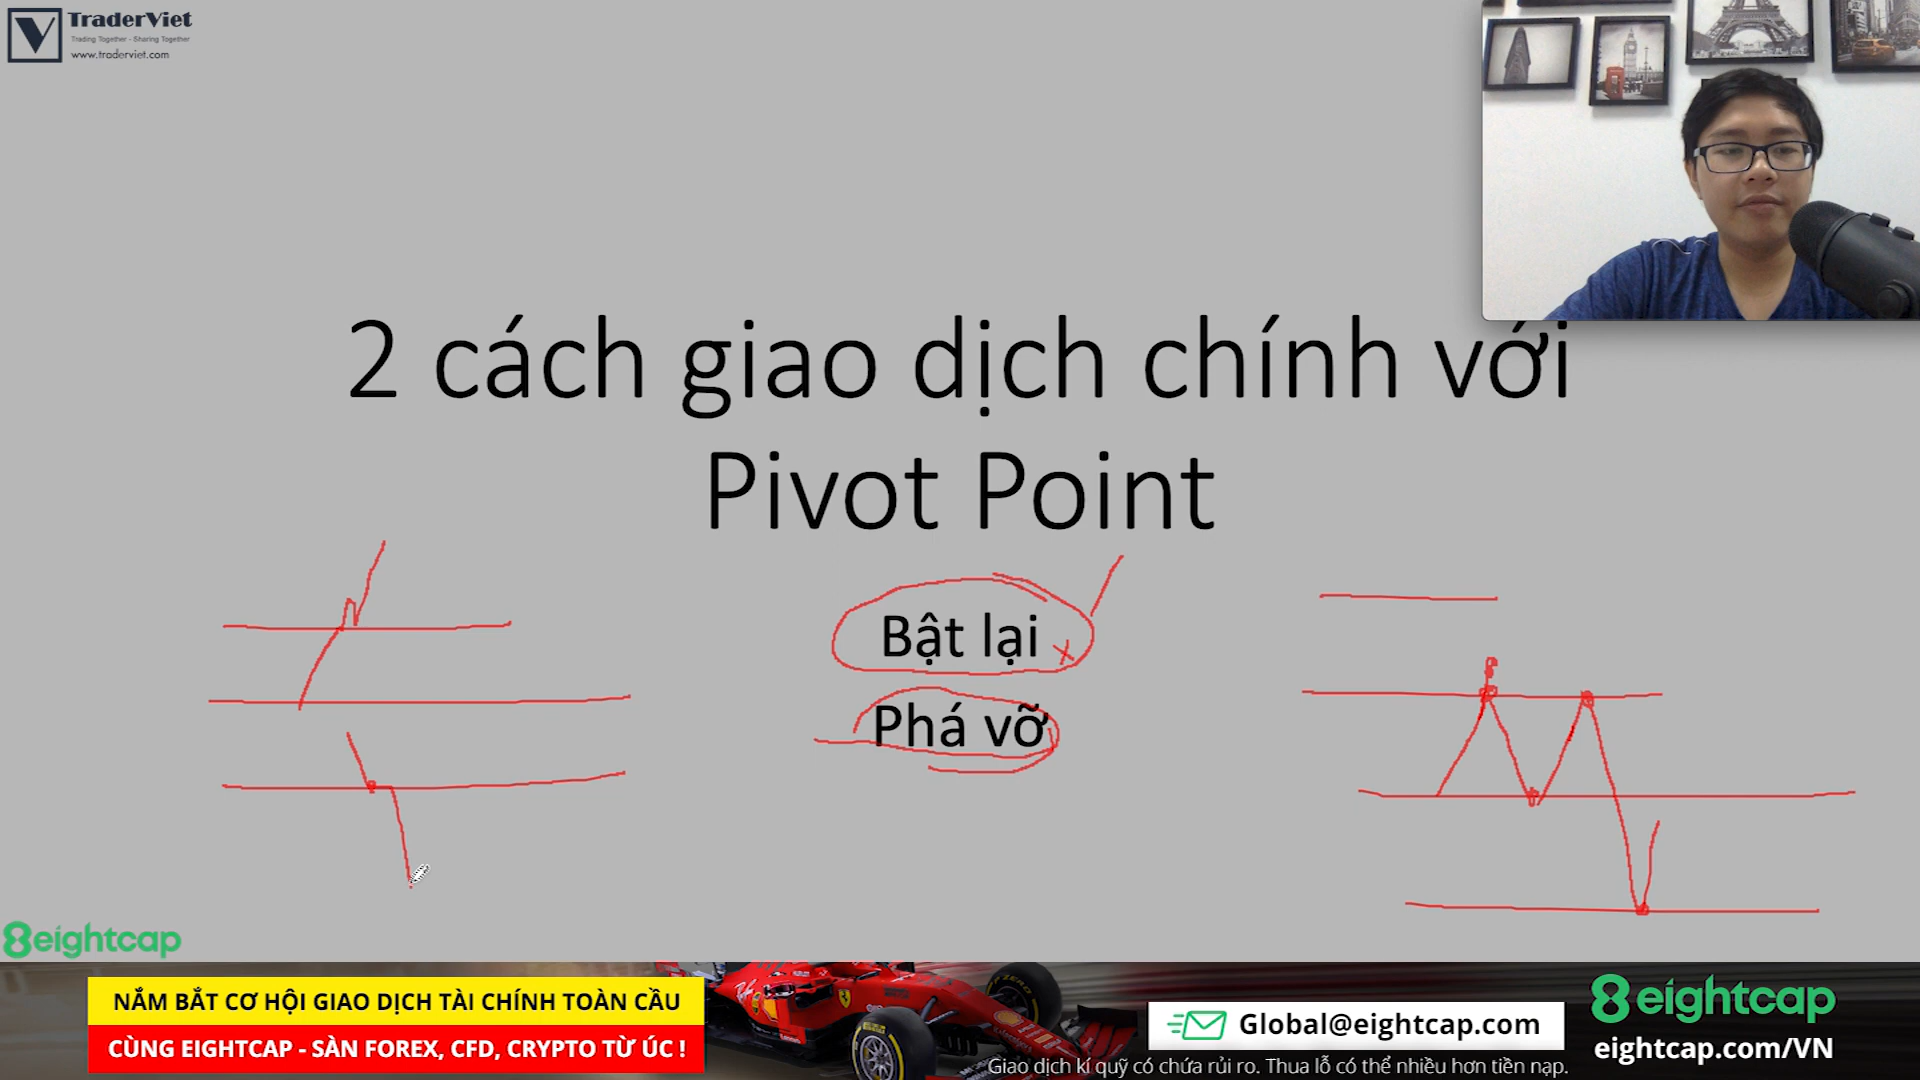 TraderViet
Trading Together - Sharing Together
www.traderviet.com
2 cách giao dịch chính với
Pivot Point
Bật lại
Phá vỡ
8eightcap
NẮM BẮT CƠ HỘI GIAO DỊCH TÀI CHÍNH TOÀN CẦU
CÙNG EIGHTCAP - SÀN FOREX, CFD, CRYPTO TỪ ÚC !
Global@eightcap.com
8eightcap
eightcap.com/VN
Giao dịch kí quỹ có chứa rủi ro. Thua lỗ có thể nhiều hơn tiền nạp.